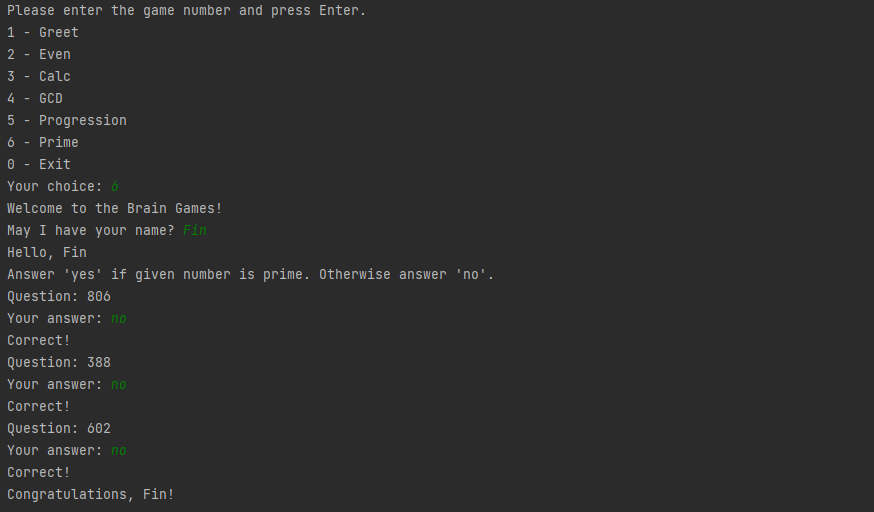 Please enter the game number and press Enter.
1 - Greet
2 - Even
3 - Calc
4 - GCD
5 - Progression
6 - Prime
0 - Exit
Your choice: 6
Welcome to the Brain Games!
May I have your name? Fin
Hello, Fin
Answer 'yes' if given number is prime. Otherwise answer 'no'.
Question: 806
Your answer: no
Correct!
Question: 388
Your answer: no
Correct!
Question: 602
Your answer: no
Correct!
Congratulations, Fin!